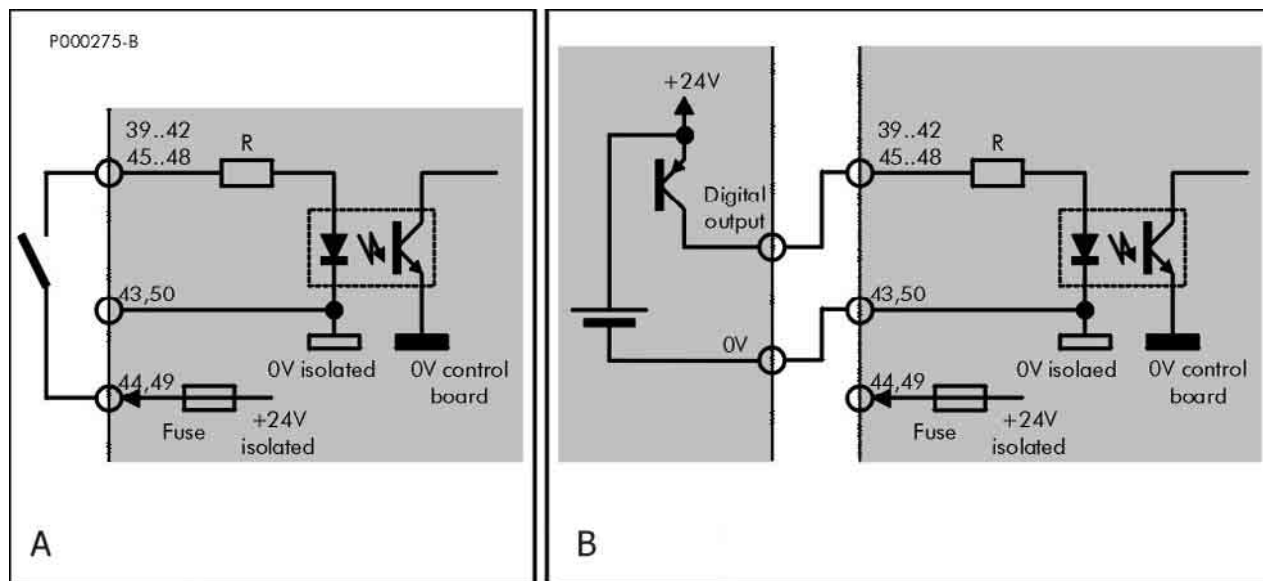 P000275-B
39..42
45..48
R
43,50
0V isolated
0V control
board
44,49
Fuse
+24V
isolated
A
+24V
Digital
output
0V
39..42
45..48
R
43,50
0V isolaed
0V control
board
44,49
Fuse
+24V
isolated
B